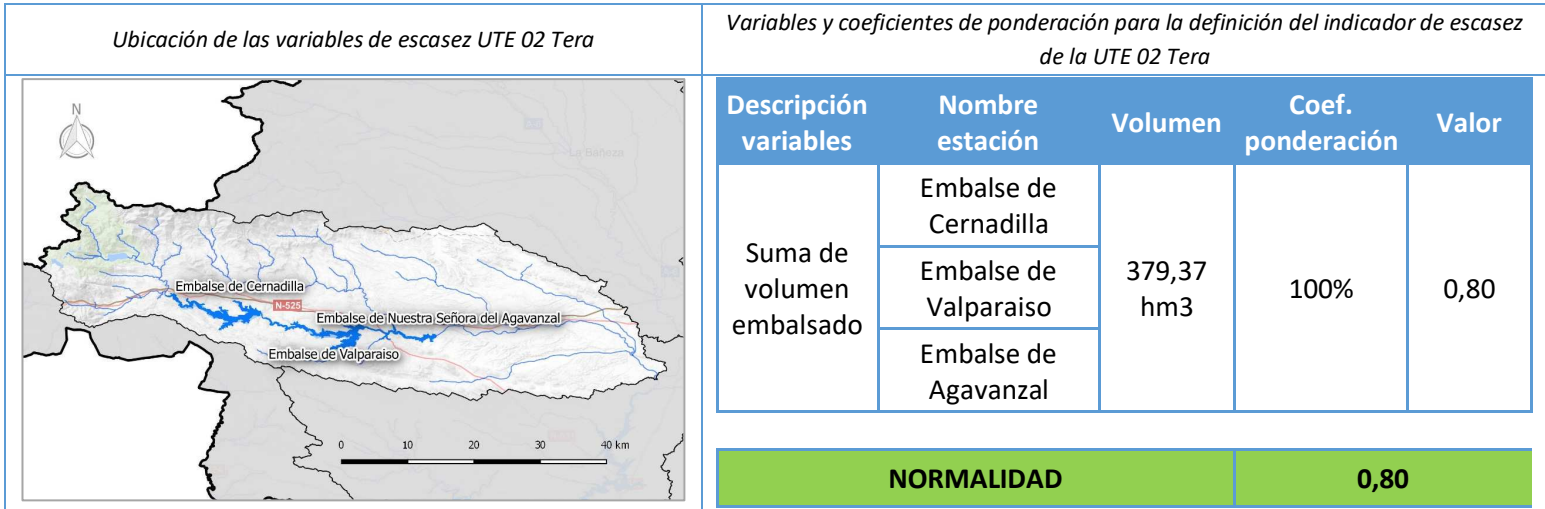 Ubicación de las variables de escasez UTE 02 Tera
Variables y coeficientes de ponderación para la definición del indicador de escasez
de la UTE 02 Tera
N
La Bañeza
Embalse de Cernadilla
N-525
Embalse de Nuestra Señora del Agavanzal
Embalse de Valparaiso
0 10 20 30 40 km
Descripción
variables
Nombre
estación
Volumen
Coef.
ponderación
Valor
Suma de
volumen
embalsado
Embalse de
Cernadilla
Embalse de
Valparaiso
Embalse de
Agavanzal
379,37
hm3
100%
0,80
NORMALIDAD
0,80